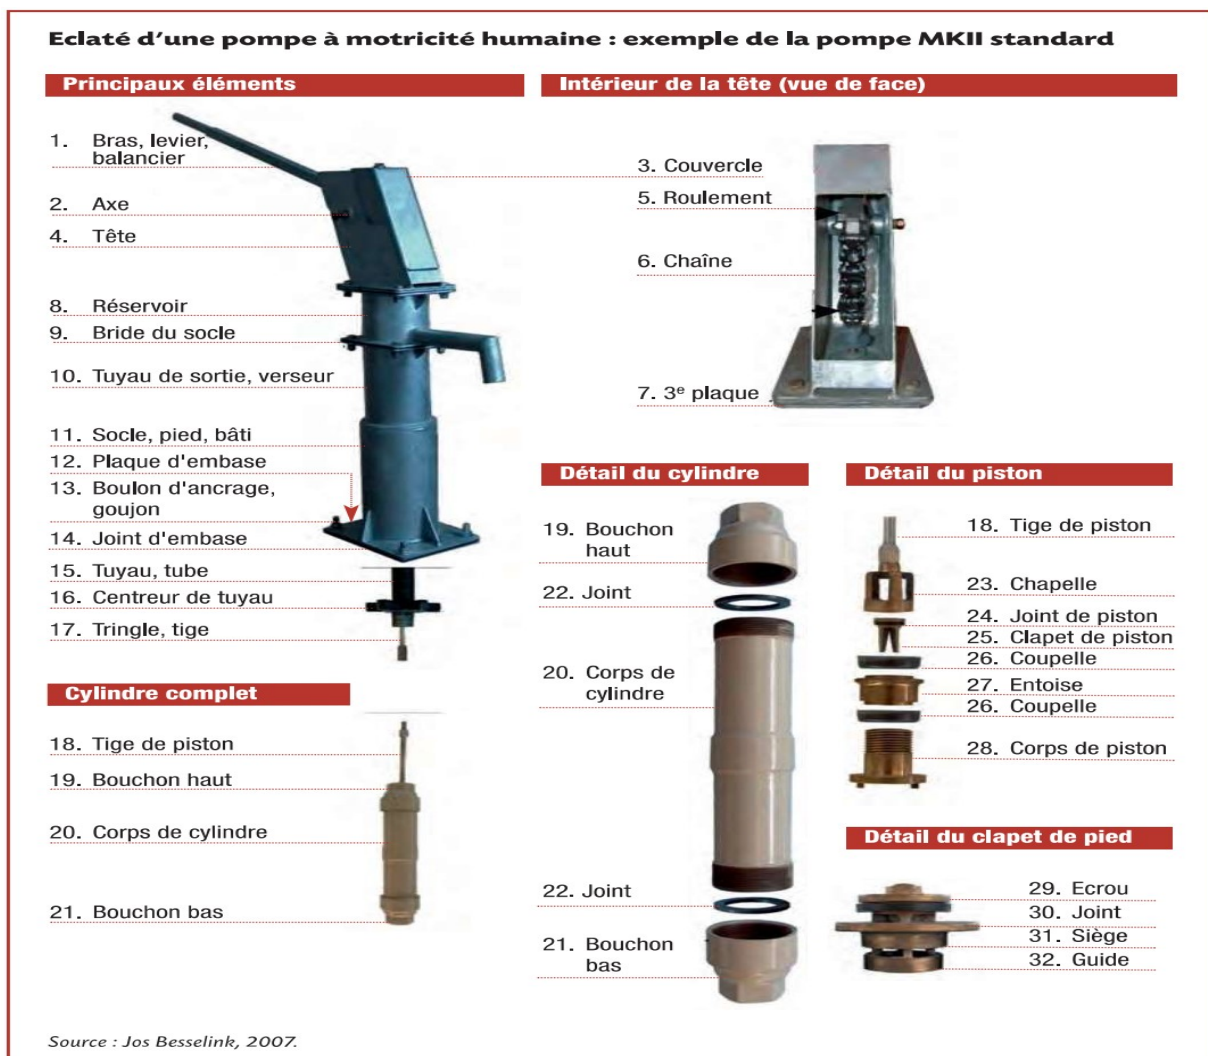 Eclaté d'une pompe à motricité humaine : exemple de la pompe MKII standard
Principaux éléments
1. Bras, levier,
balancier
2. Axe
4. Tête
8. Réservoir
9. Bride du socle
10. Tuyau de sortie, verseur
11. Socle, pied, bâti
12. Plaque d'embase
13. Boulon d'ancrage,
goujon
14. Joint d'embase
15. Tuyau, tube
16. Centreur de tuyau
17. Tringle, tige
Intérieur de la tête (vue de face)
3. Couvercle
5. Roulement
6. Chaîne
7. 3e plaque
Cylindre complet
18. Tige de piston
19. Bouchon haut
20. Corps de cylindre
21. Bouchon bas
Détail du cylindre
19. Bouchon
haut
22. Joint
20. Corps de
cylindre
22. Joint
21. Bouchon
bas
Détail du piston
18. Tige de piston
23. Chapelle
24. Joint de piston
25. Clapet de piston
26. Coupelle
27. Entoise
26. Coupelle
28. Corps de piston
Détail du clapet de pied
29. Ecrou
30. Joint
31. Siège
32. Guide
Source : Jos Besselink, 2007.